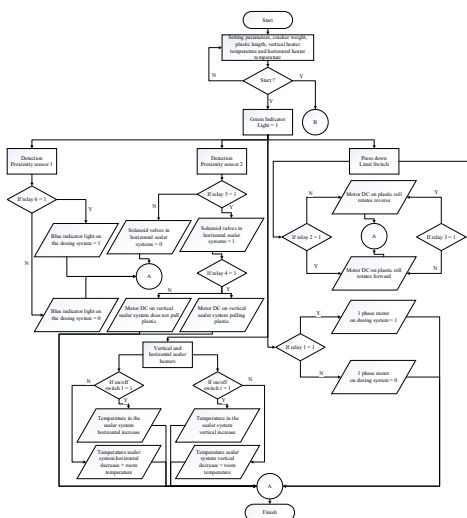 Start
Setting parameters, cracker weight,
plastic length, vertical heater
temperature and horizontal heater
temperature
N
Start ?
Y
Y
Green Indicator
Light = 1
B
Detection
Proximity sensor 1
Detection
Proximity sensor 2
Press down
Limit Switch
If relay 6 = 1
Y
N
If relay 5 = 1
N
Y
Motor DC on plastic roll
rotates reverse
N
Y
Blue indicator light on
the dosing system = 1
Solenoid valves in
horizontal sealer
systems = 0
Solenoid valves in
horizontal sealer
systems = 1
If relay 2 = 1
A
If relay 3 = 1
A
If relay 4 = 1
N
Y
Y
N
Motor DC on plastic roll
rotates forward
Blue indicator light on
the dosing system = 0
Motor DC on vertical
sealer system does not pull
plastic
Motor DC on vertical
sealer system pulling
plastic
Y
1 phase motor
on dosing system = 1
Vertical and
horizontal sealer
heaters
If relay 1 = 1
N
1 phase motor
on dosing system = 0
N
If on/off
switch 1 = 1
Y
If on/off
switch 2 = 1
N
Y
Temperature in the
sealer system
horizontal increase
Temperature in the
sealer system
vertical increase
Temperature sealer
system horizontal
decrease = room
temperature
Temperature sealer
system vertical
decrease = room
temperature
A
Finish